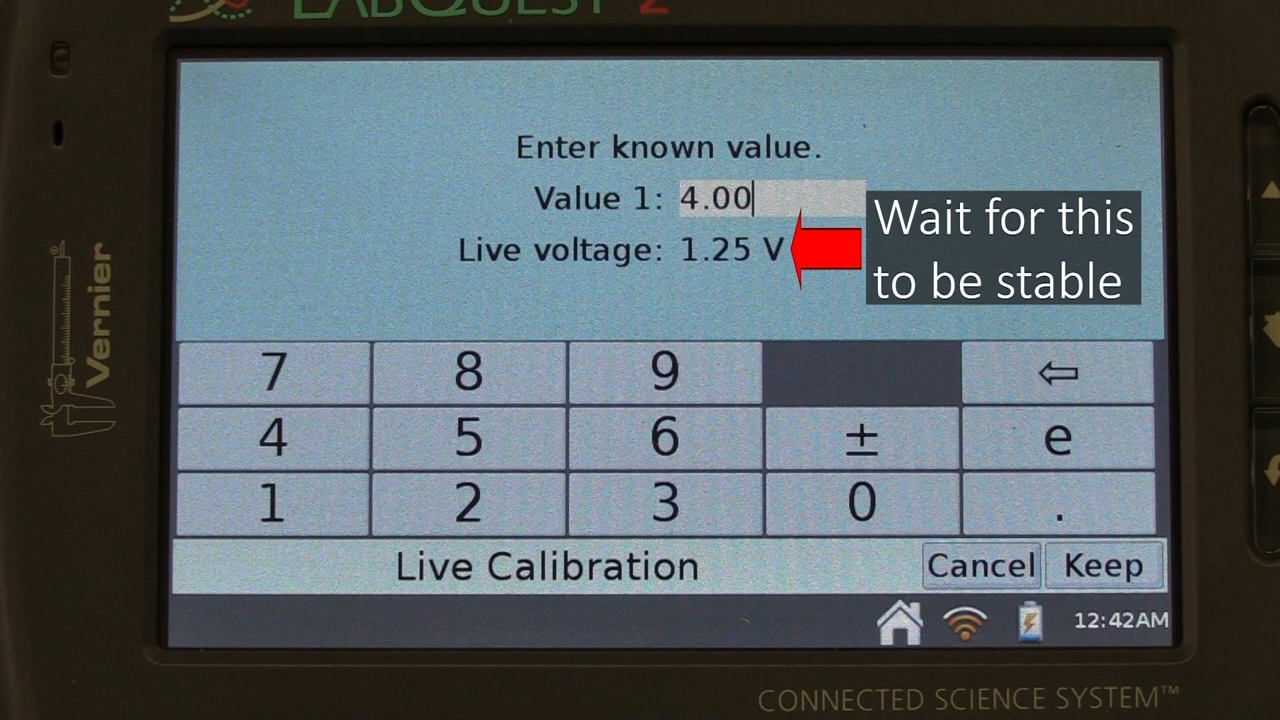 LABQUEST 2
Enter known value.
Value 1: 4.00
Live voltage: 1.25 V
Wait for this
to be stable
Vernier
7 8 9 ⇦
4 5 6 ± e
1 2 3 0 .
Live Calibration Cancel Keep
12:42AM
CONNECTED SCIENCE SYSTEM™